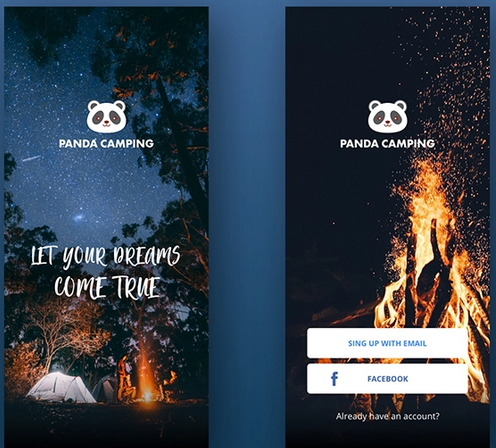 PANDA CAMPING
LET YOUR DREAMS
COME TRUE
PANDA CAMPING
SING UP WITH EMAIL
f FACEBOOK
Already have an account?